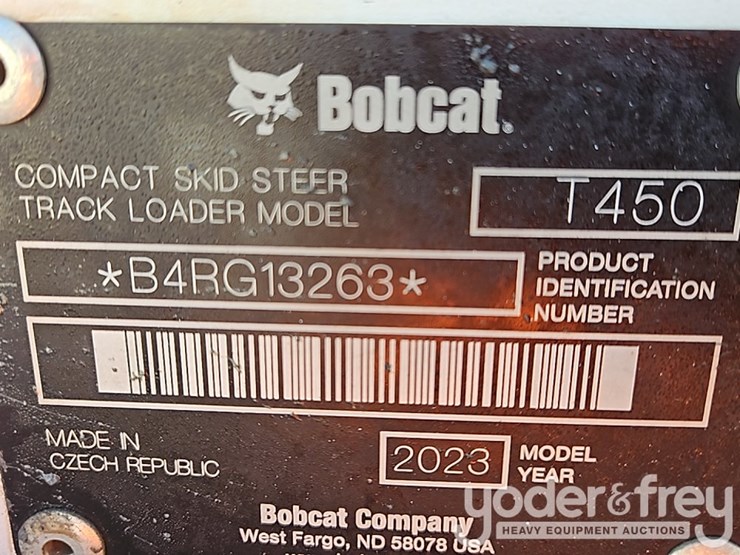 Bobcat.
COMPACT SKID STEER
TRACK LOADER MODEL
T450
*B4RG13263*
PRODUCT
IDENTIFICATION
NUMBER
MADE IN
CZECH REPUBLIC
2023
MODEL
YEAR
Bobcat Company
West Fargo, ND 58078 USA
yoder&frey
HEAVY EQUIPMENT AUCTIONS